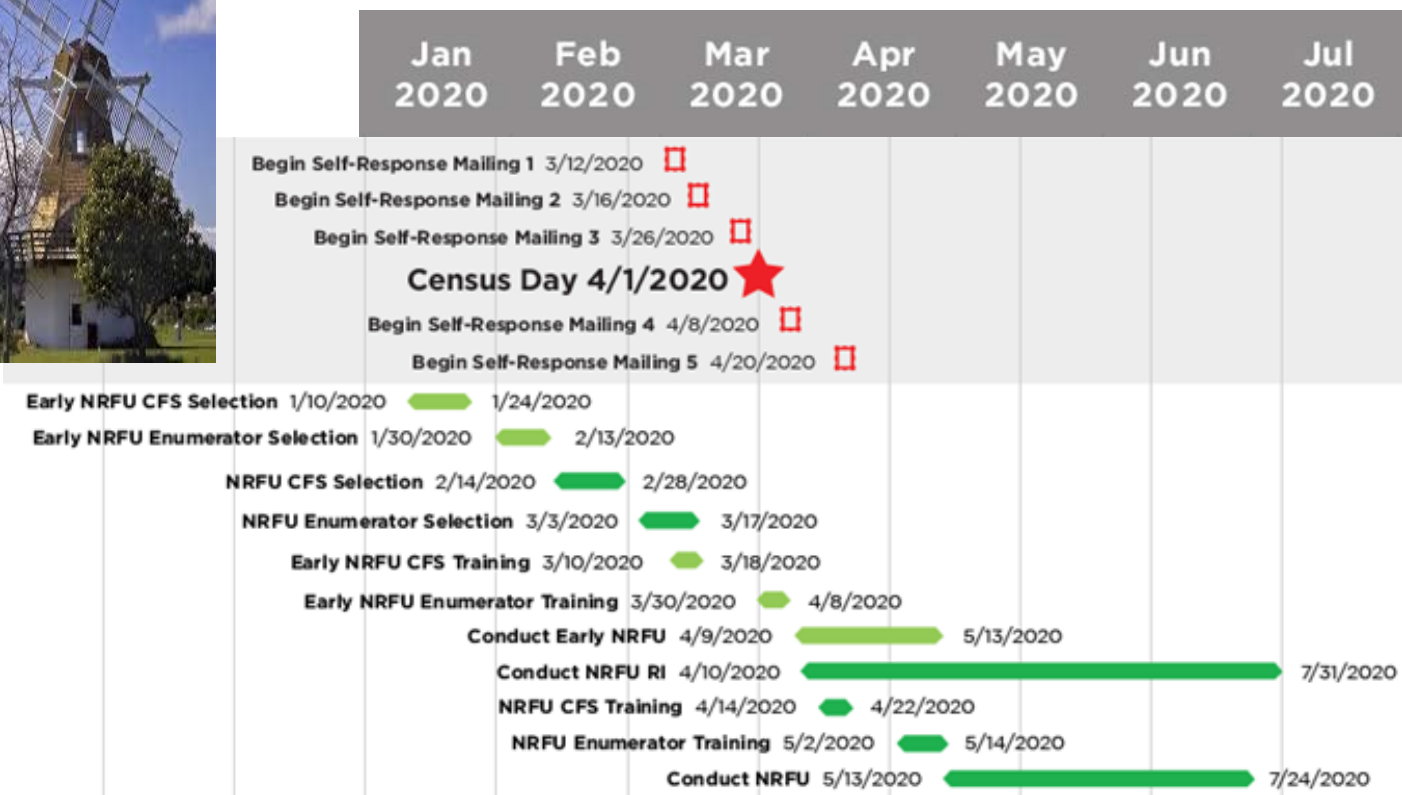 Jan Feb Mar Apr May Jun Jul
2020 2020 2020 2020 2020 2020 2020
Begin Self-Response Mailing 1 3/12/2020
Begin Self-Response Mailing 2 3/16/2020
Begin Self-Response Mailing 3 3/26/2020
Census Day 4/1/2020
Begin Self-Response Mailing 4 4/8/2020
Begin Self-Response Mailing 5 4/20/2020
Early NRFU CFS Selection 1/10/2020 1/24/2020
Early NRFU Enumerator Selection 1/30/2020 2/13/2020
NRFU CFS Selection 2/14/2020 2/28/2020
NRFU Enumerator Selection 3/3/2020 3/17/2020
Early NRFU CFS Training 3/10/2020 3/18/2020
Early NRFU Enumerator Training 3/30/2020 4/8/2020
Conduct Early NRFU 4/9/2020 5/13/2020
Conduct NRFU RI 4/10/2020 7/31/2020
NRFU CFS Training 4/14/2020 4/22/2020
NRFU Enumerator Training 5/2/2020 5/14/2020
Conduct NRFU 5/13/2020 7/24/2020